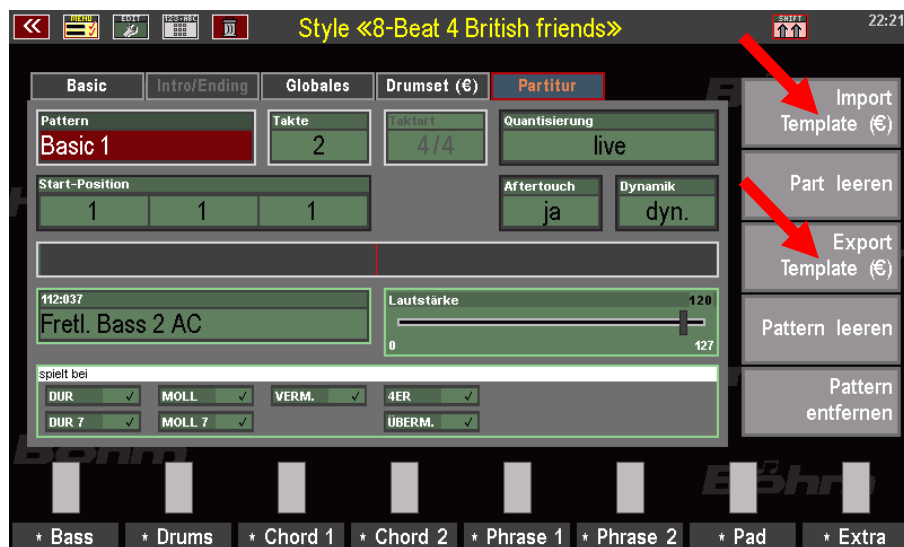 MENU
EDIT
123-ABC
Style «8-Beat 4 British friends»
SHIFT
22:21
Basic
Intro/Ending
Globales
Drumset (€)
Partitur
Import
Template (€)
Pattern
Basic 1
Takte
2
Taktart
4/4
Quantisierung
live
Part leeren
Start-Position
1
1
1
Aftertouch
ja
Dynamik
dyn.
Export
Template (€)
112:037
Fretl. Bass 2 AC
Lautstärke
120
0
127
Pattern leeren
spielt bei
DUR
MOLL
VERM.
4ER
DUR 7
MOLL 7
ÜBERM.
Pattern
entfernen
Böhm
Böhm
* Bass
* Drums
* Chord 1
* Chord 2
* Phrase 1
* Phrase 2
* Pad
* Extra